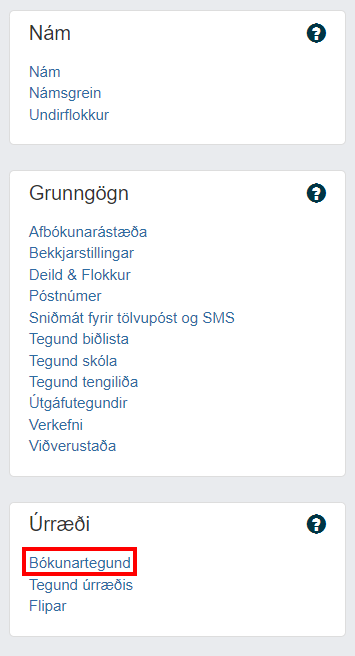 Nám
Nám
Námsgrein
Undirflokkur
Grunngögn
Afbókunarástæða
Bekkjarstillingar
Deild & Flokkur
Póstnúmer
Sniðmát fyrir tölvupóst og SMS
Tegund biðlista
Tegund skóla
Tegund tengiliða
Útgáfutegundir
Verkefni
Viðverustaða
Úrræði
Bókunartegund
Tegund úrræðis
Flipar